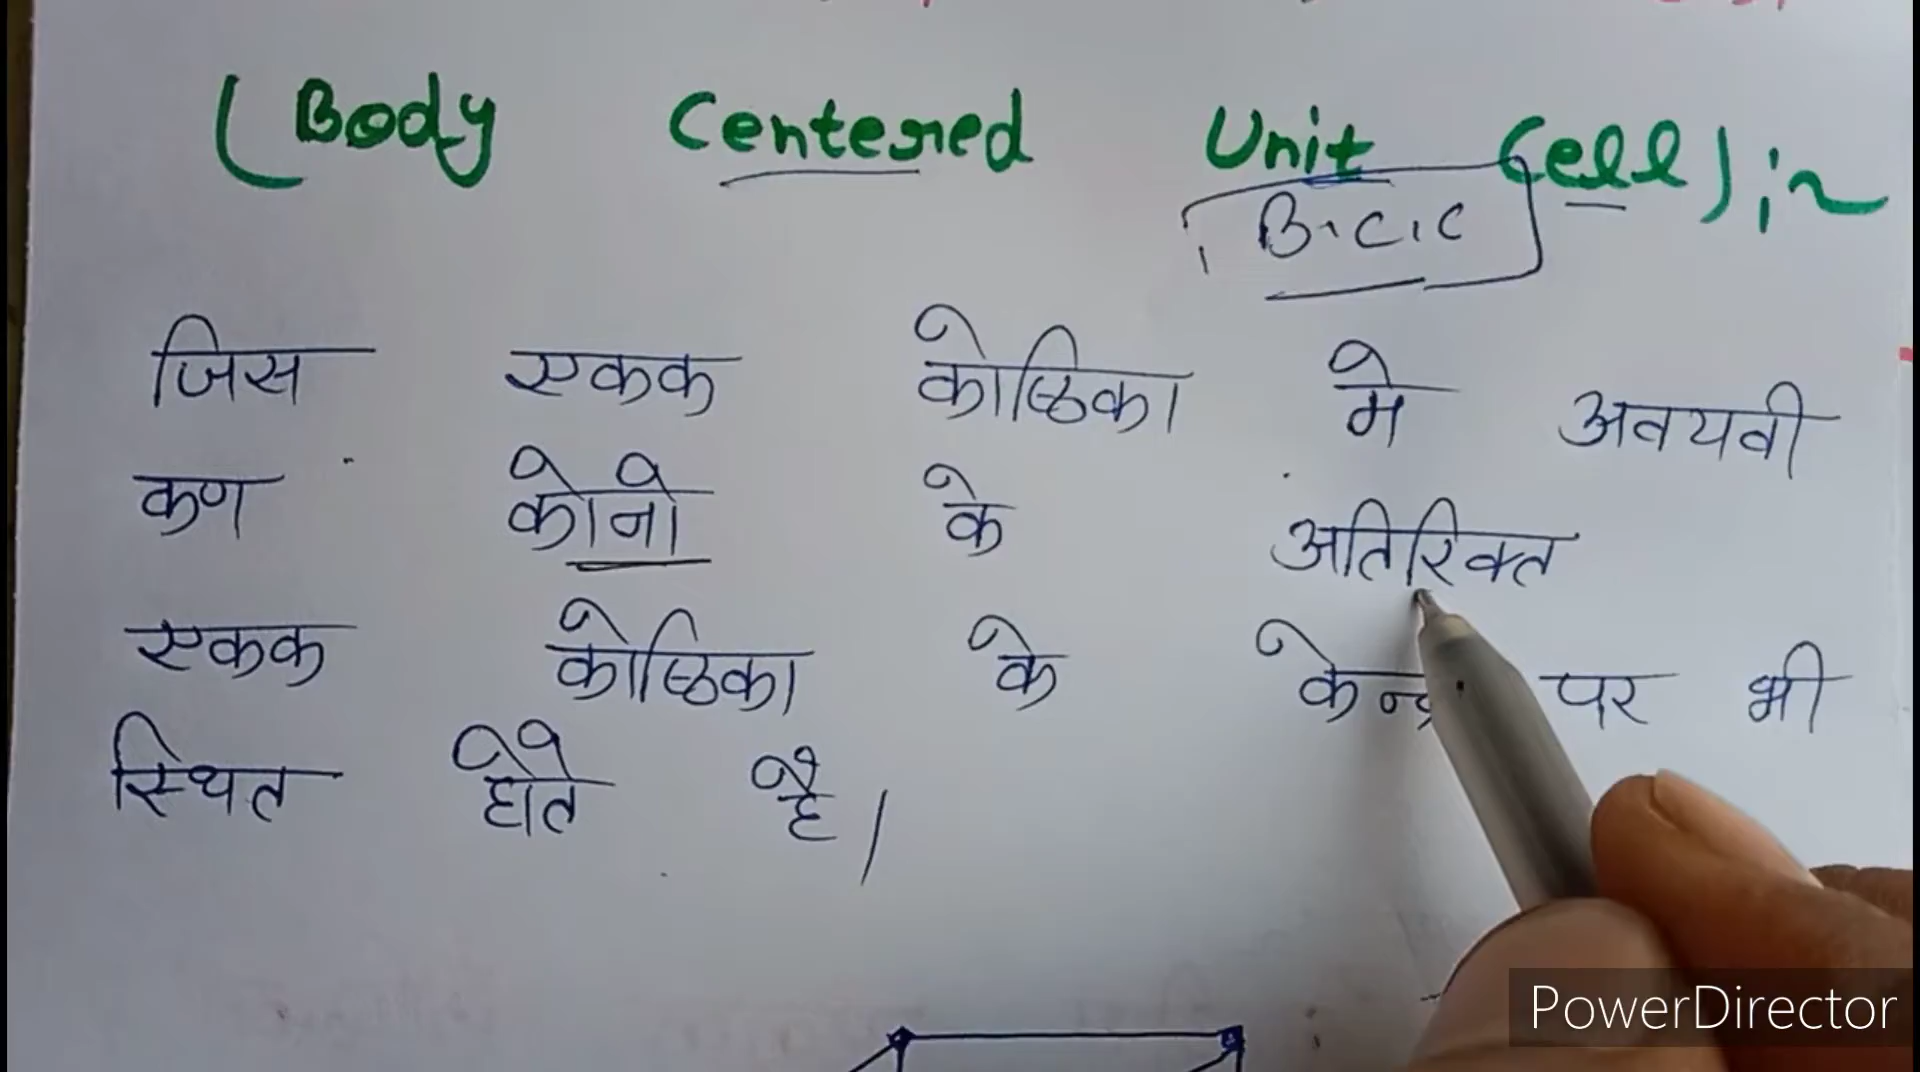 (Body Centered Unit Cell);~
B.C.C
जिस एकक कोष्ठिका मे अवयवी
कण कोनो के अतिरिक्त
एकक कोष्ठिका के केन्द्र पर भी
स्थित होते है।
PowerDirector